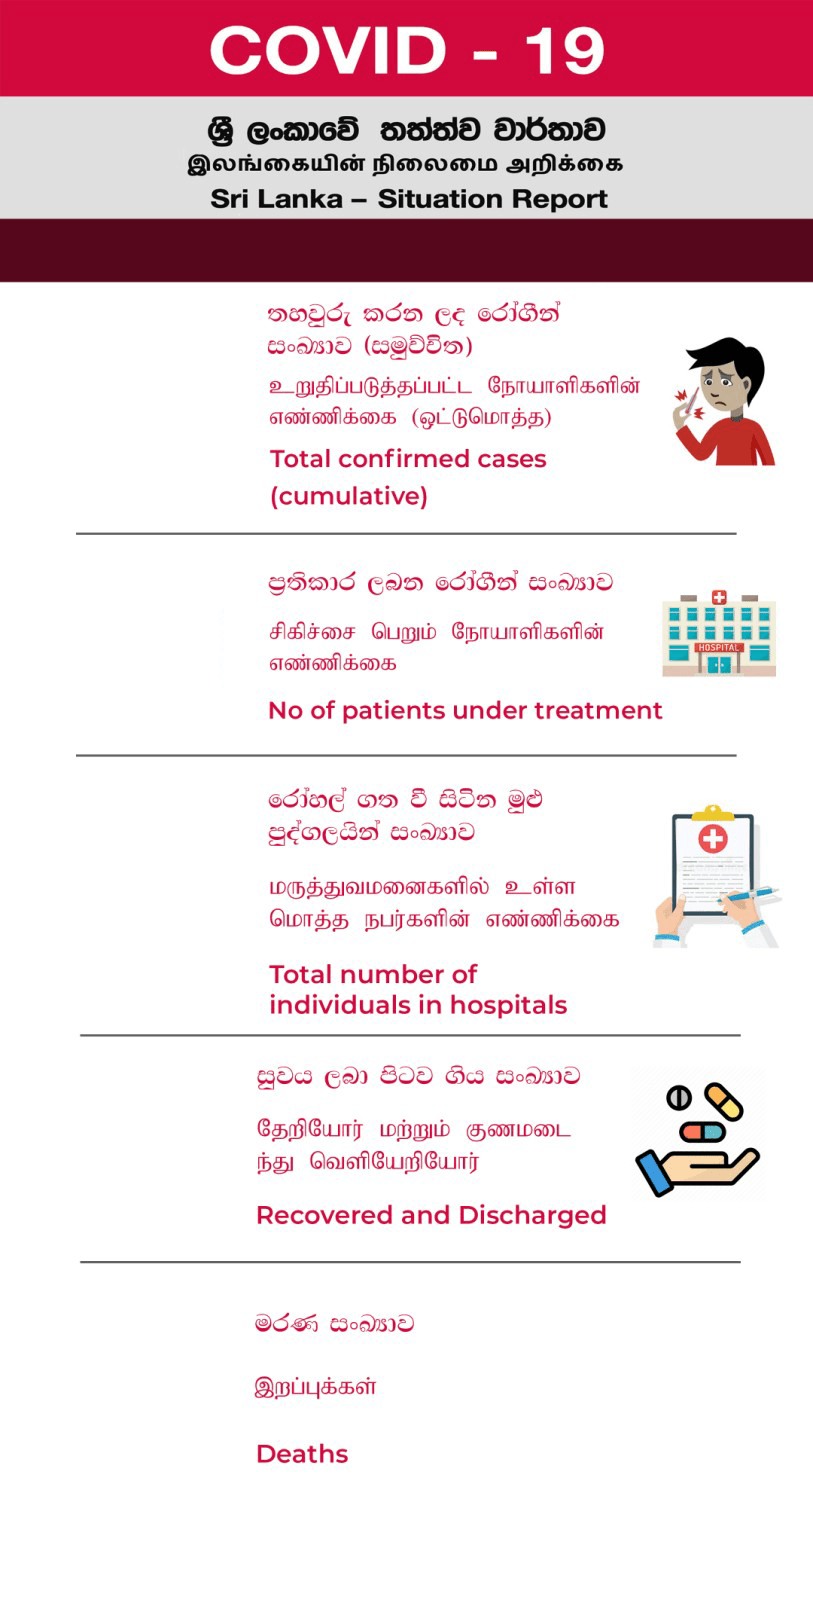 COVID - 19
ශ්‍රී ලංකාවේ තත්ත්ව වාර්තාව
இலங்கையின் நிலைமை அறிக்கை
Sri Lanka – Situation Report
තහවුරු කරන ලද රෝගීන්
සංඛ්‍යාව (සමුච්චිත)
உறுதிப்படுத்தப்பட்ட நோயாளிகளின்
எண்ணிக்கை (ஒட்டுமொத்த)
Total confirmed cases
(cumulative)
ප්‍රතිකාර ලබන රෝගීන් සංඛ්‍යාව
சிகிச்சை பெறும் நோயாளிகளின்
எண்ணிக்கை
HOSPITAL
No of patients under treatment
රෝහල් ගත වී සිටින මුළු
පුද්ගලයින් සංඛ්‍යාව
மருத்துவமனைகளில் உள்ள
மொத்த நபர்களின் எண்ணிக்கை
Total number of
individuals in hospitals
සුවය ලබා පිටව ගිය සංඛ්‍යාව
தேறியோர் மற்றும் குணமடை
ந்து வெளியேறியோர்
Recovered and Discharged
මරණ සංඛ්‍යාව
இறப்புக்கள்
Deaths